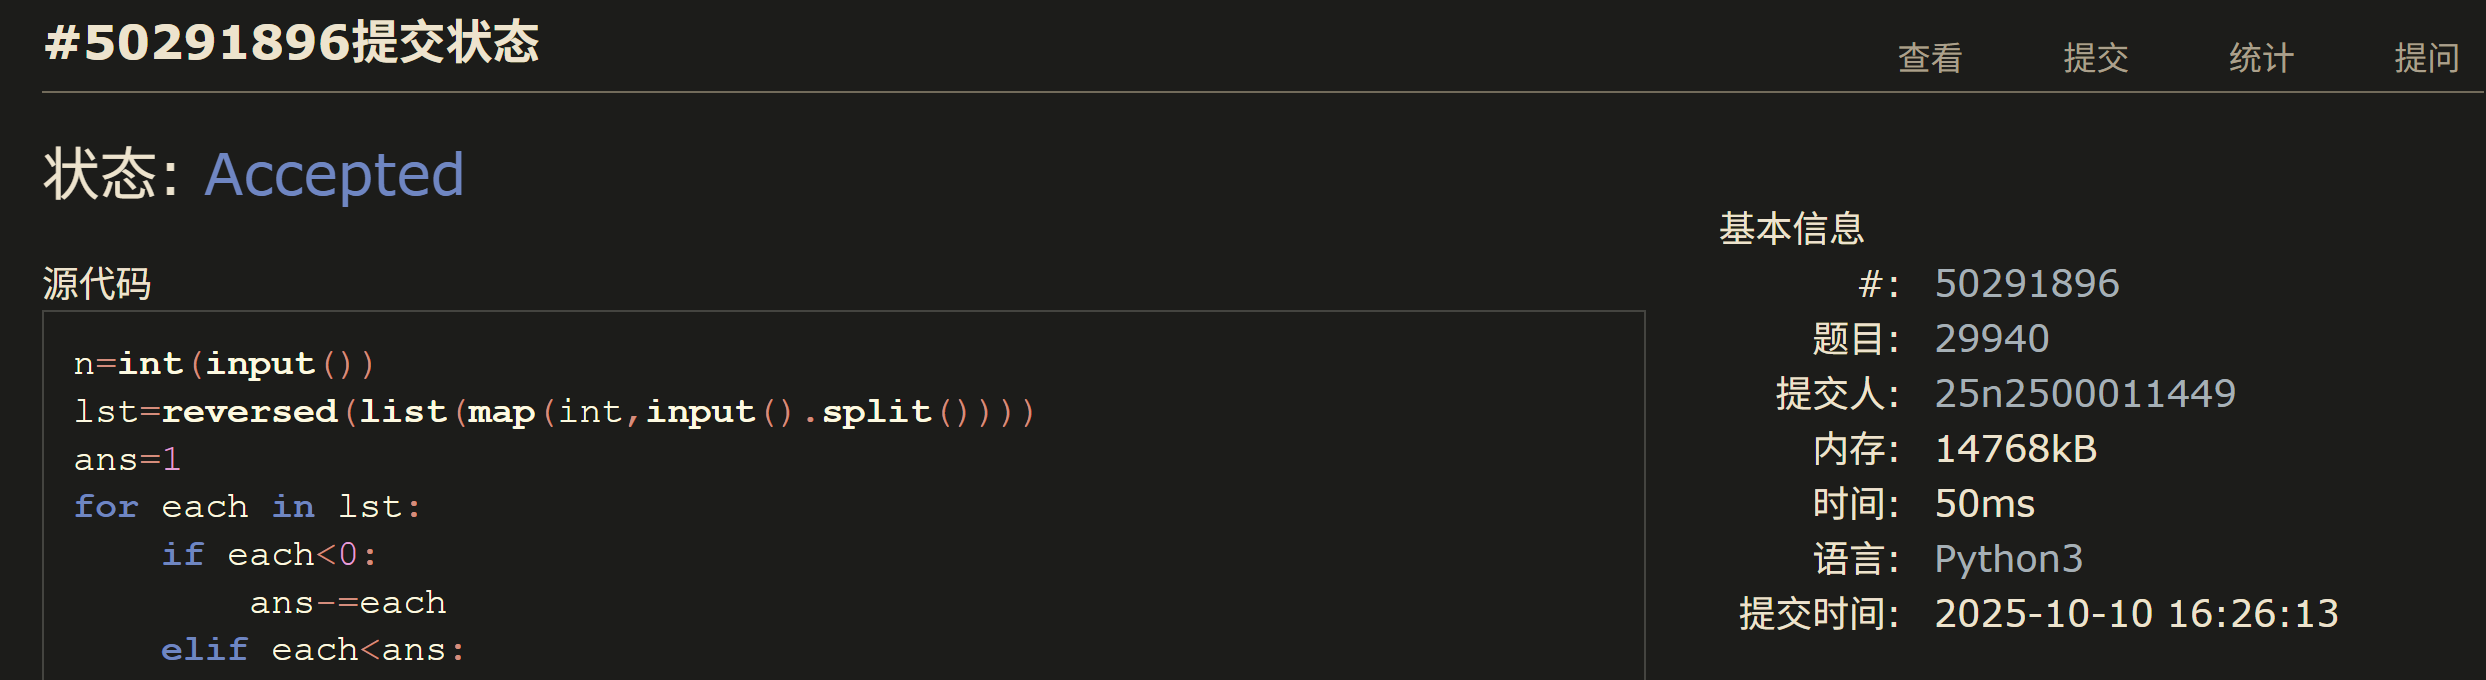 #50291896提交状态
查看 提交 统计 提问
状态: Accepted
源代码
n=int(input())
lst=reversed(list(map(int,input().split())))
ans=1
for each in lst:
    if each<0:
        ans-=each
    elif each<ans:
基本信息
#: 50291896
题目: 29940
提交人: 25n2500011449
内存: 14768kB
时间: 50ms
语言: Python3
提交时间: 2025-10-10 16:26:13